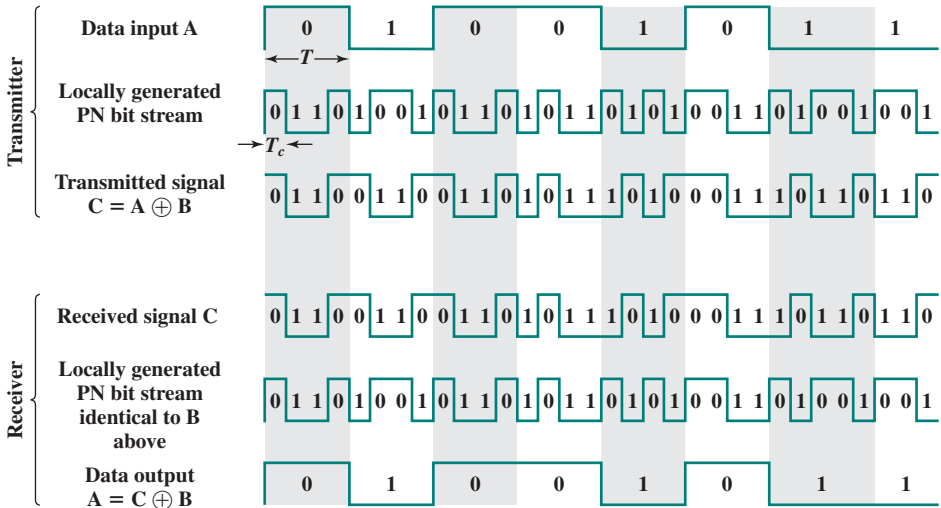 Transmitter
Data input A
0 1 0 0 1 0 1 1
T
Locally generated
PN bit stream
0 1 1 0 1 0 0 1 0 1 1 0 1 0 1 1 0 1 0 1 0 0 1 1 0 1 0 0 1 0 0 1
T_c
Transmitted signal
C = A ⊕ B
0 1 1 0 0 1 1 0 0 1 1 0 1 0 1 1 1 0 1 0 0 0 1 1 1 0 1 1 0 1 1 0
Receiver
Received signal C
0 1 1 0 0 1 1 0 0 1 1 0 1 0 1 1 1 0 1 0 0 0 1 1 1 0 1 1 0 1 1 0
Locally generated
PN bit stream
identical to B
above
0 1 1 0 1 0 0 1 0 1 1 0 1 0 1 1 0 1 0 1 0 0 1 1 0 1 0 0 1 0 0 1
Data output
A = C ⊕ B
0 1 0 0 1 0 1 1